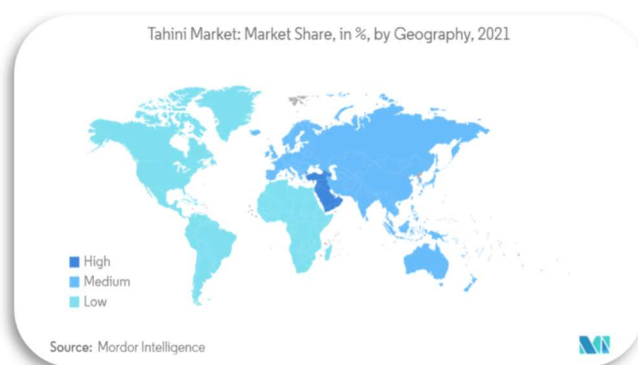 Tahini Market: Market Share, in %, by Geography, 2021
High
Medium
Low
Source: Mordor Intelligence